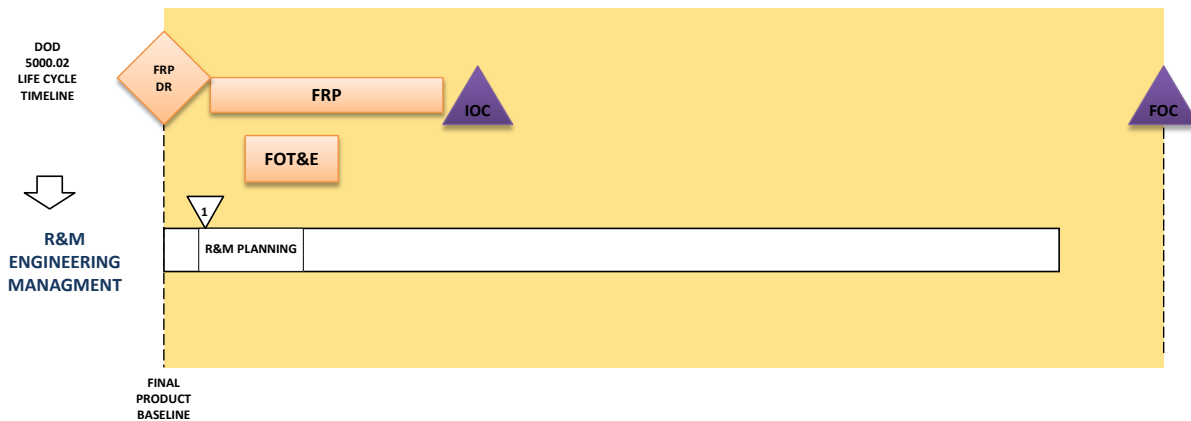 DOD
5000.02
LIFE CYCLE
TIMELINE
FRP
DR
FRP
IOC
FOC
FOT&E
1
R&M PLANNING
R&M
ENGINEERING
MANAGMENT
FINAL
PRODUCT
BASELINE